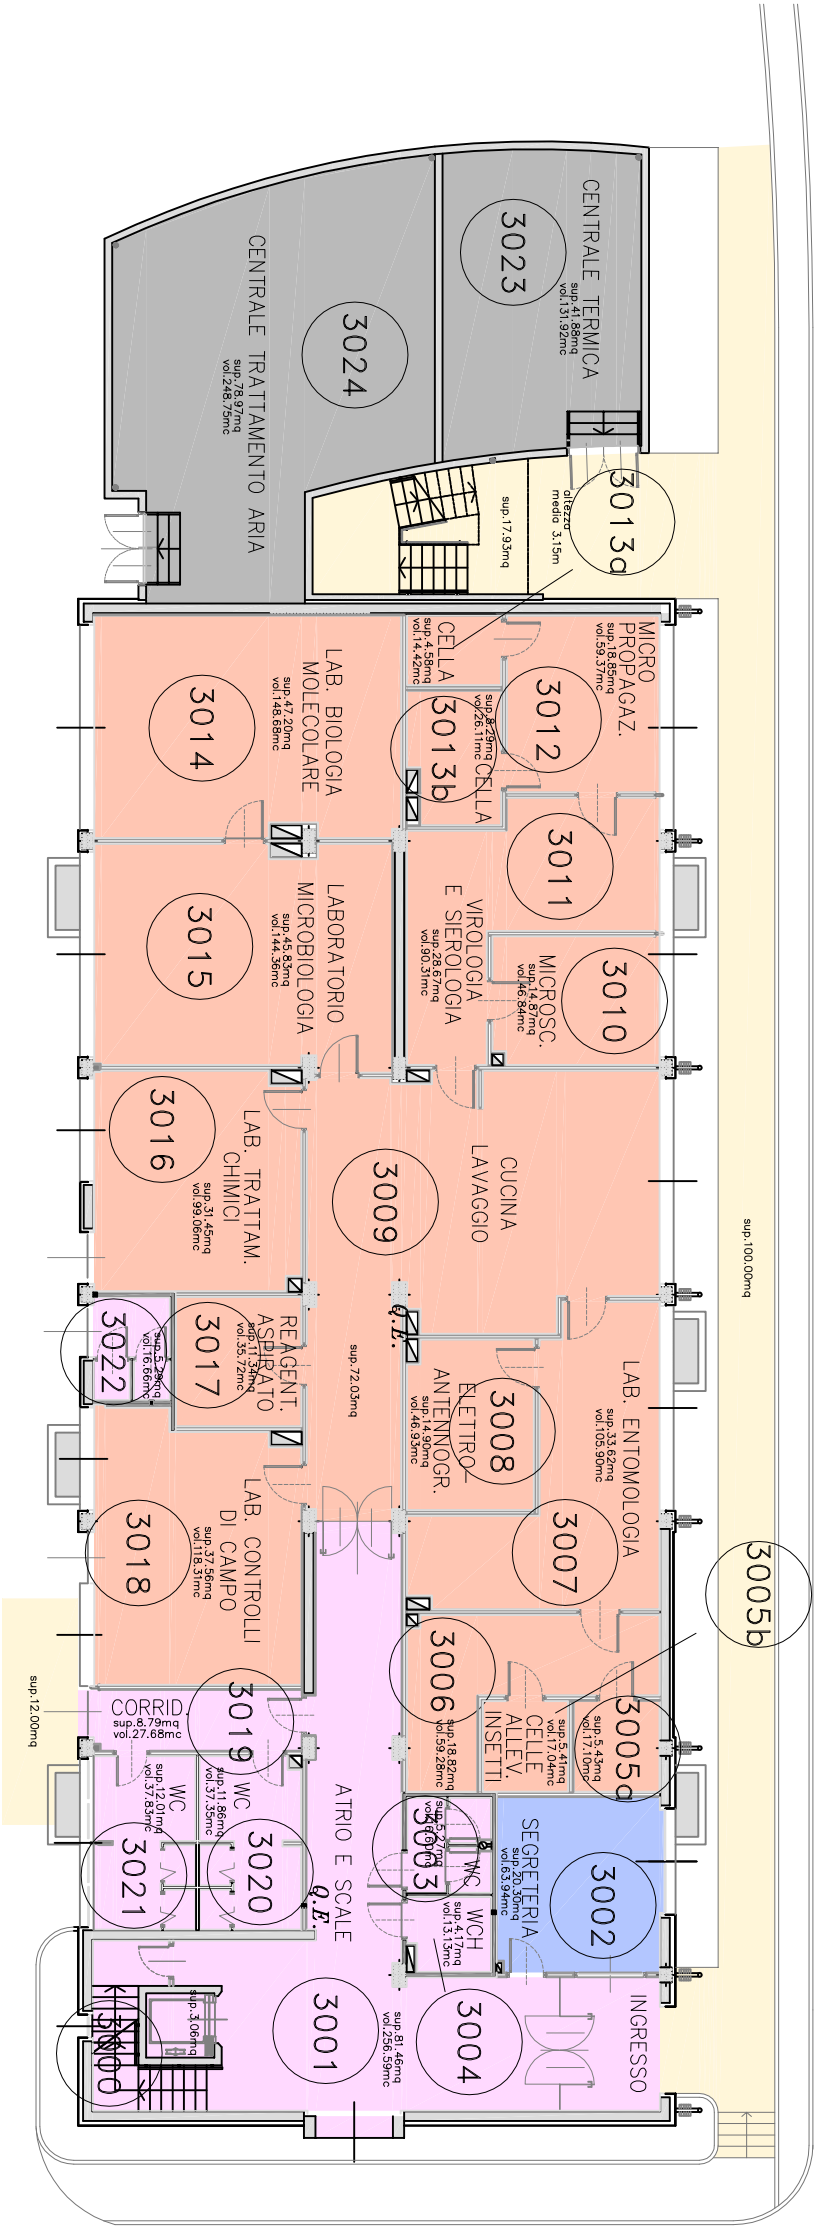 3023
CENTRALE TERMICA
sup.41.88mq
vol.131.92mc
3024
CENTRALE TRATTAMENTO ARIA
sup.78.97mq
vol.248.75mc
3013a
altezza
media 3.15m
sup.17.93mq
MICRO
PROPAGAZ.
sup.18.85mq
vol.59.37mc
3012
CELLA
sup.4.58mq
vol.14.42mc
3013b
CELLA
sup.8.29mq
vol.26.11mc
LAB. BIOLOGIA
MOLECOLARE
sup.47.20mq
vol.148.68mc
3014
3011
VIROLOGIA
E SIEROLOGIA
sup.28.67mq
vol.90.31mc
3010
MICROSC.
sup.14.87mq
vol.46.84mc
LABORATORIO
MICROBIOLOGIA
sup.45.83mq
vol.144.36mc
3015
CUCINA
LAVAGGIO
3009
LAB. TRATTAM.
CHIMICI
sup.31.45mq
vol.99.06mc
3016
sup.100.00mq
Q.E.
sup.72.03mq
REAGENT.
ASPIRATO
sup.11.34mq
vol.35.72mc
3017
sup.5.29mq
vol.16.66mc
3022
LAB. ENTOMOLOGIA
sup.33.62mq
vol.105.90mc
3007
ELETTRO-
ANTENNOGR.
sup.14.90mq
vol.46.93mc
3008
LAB. CONTROLLI
DI CAMPO
sup.37.56mq
vol.118.31mc
3018
3005b
3005a
sup.5.43mq
vol.17.10mc
sup.5.41mq
vol.17.04mc
CELLE
ALLEV.
INSETTI
3006
sup.18.82mq
vol.59.28mc
CORRID.
sup.8.79mq
vol.27.68mc
3019
sup.12.00mq
WC
sup.11.86mq
vol.37.35mc
3020
WC
sup.12.01mq
vol.37.83mc
3021
SEGRETERIA
sup.20.30mq
vol.63.94mc
3002
WC
sup.5.27mq
3003
WCH
sup.4.17mq
vol.13.13mc
3004
ATRIO E SCALE
Q.E.
3001
sup.81.46mq
vol.256.59mc
INGRESSO
sup.3.06mq
3000